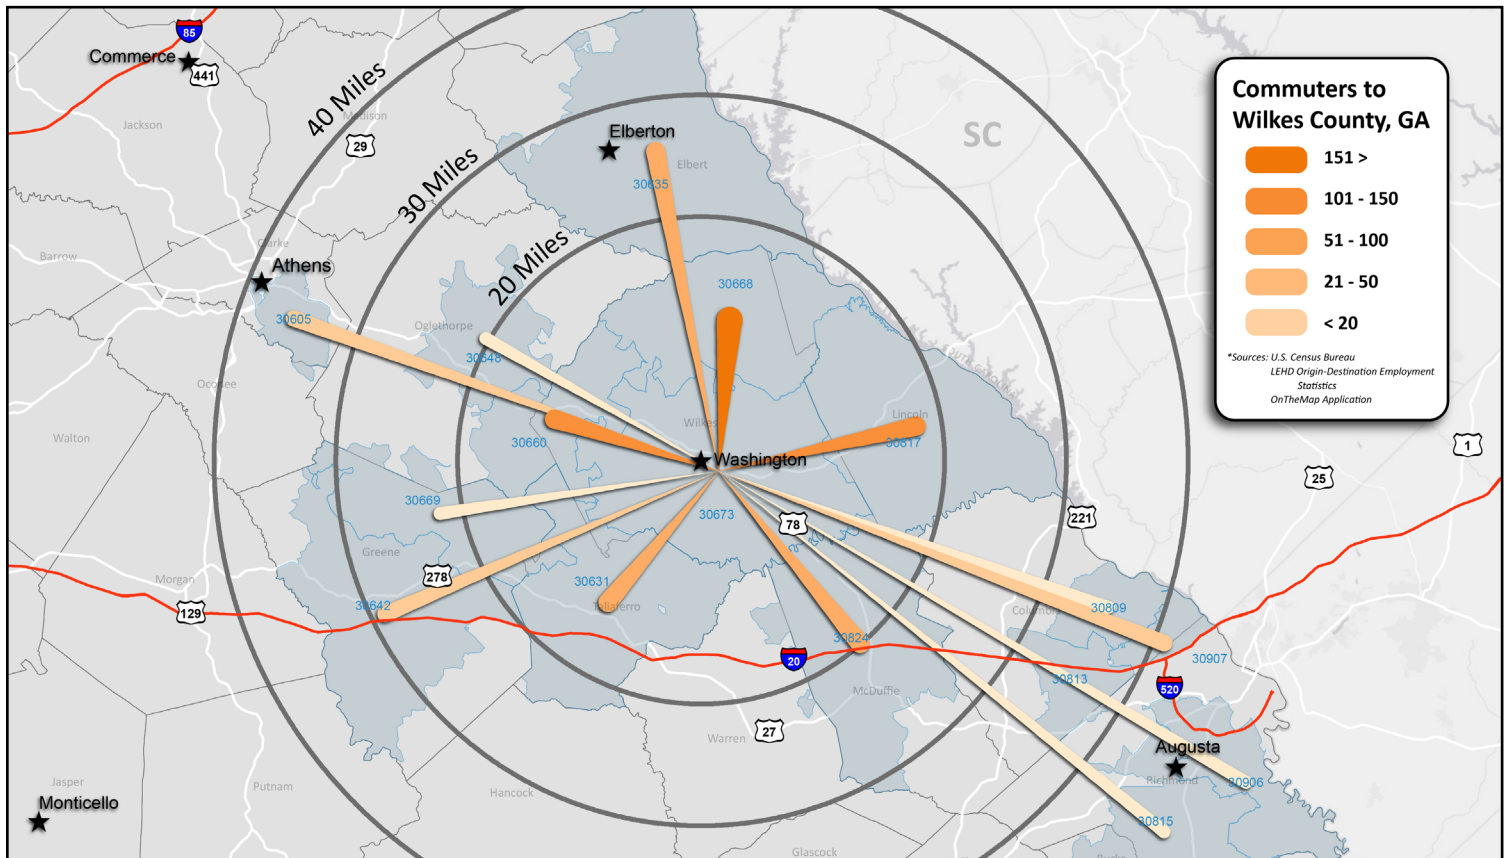 85
Commerce
441
Jackson
40 Miles
Madison
29
Elberton
Elbert
30635
SC
30 Miles
Clarke
Barrow
Athens
20 Miles
30668
30605
Oglethorpe
30648
SOUTH CAROLINA
Oconee
Walton
Wilkes
Lincoln
30660
30817
Washington
30669
30673
78
221
1
25
Greene
278
Morgan
129
30642
30631
Taliaferro
30824
Columbia
30809
20
30813
30907
520
McDuffie
Warren
27
Augusta
Richmond
30906
Jasper
Monticello
Putnam
Hancock
30815
Glascock
Burke
Commuters to
Wilkes County, GA
151 >
101 - 150
51 - 100
21 - 50
< 20
*Sources: U.S. Census Bureau
LEHD Origin-Destination Employment
Statistics
OnTheMap Application